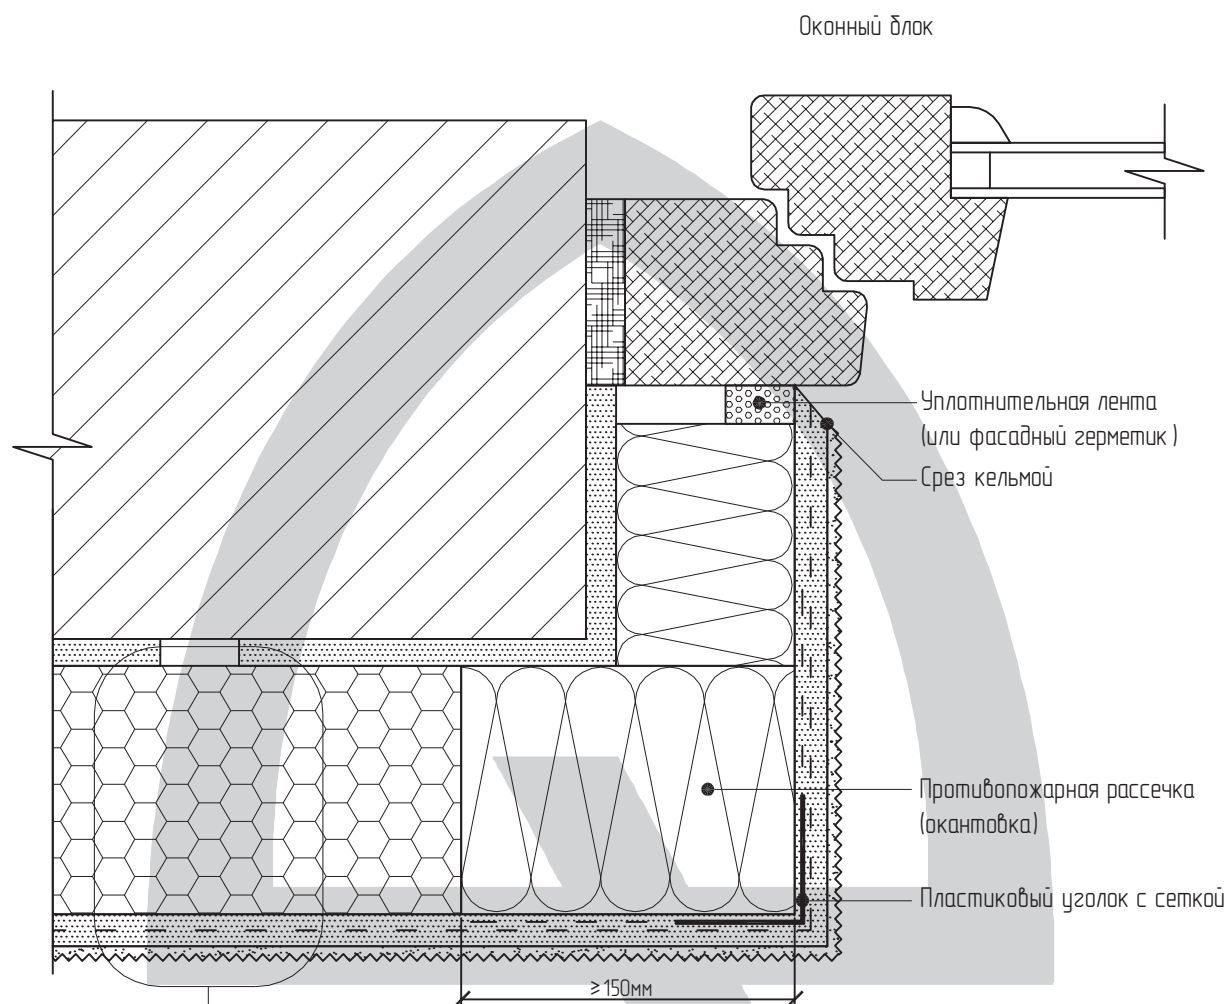 Оконный блок
Уплотнительная лента
(или фасадный герметик)
Срез кельмой
Противопожарная рассечка
(окантовка)
Пластиковый уголок с сеткой
≥150мм